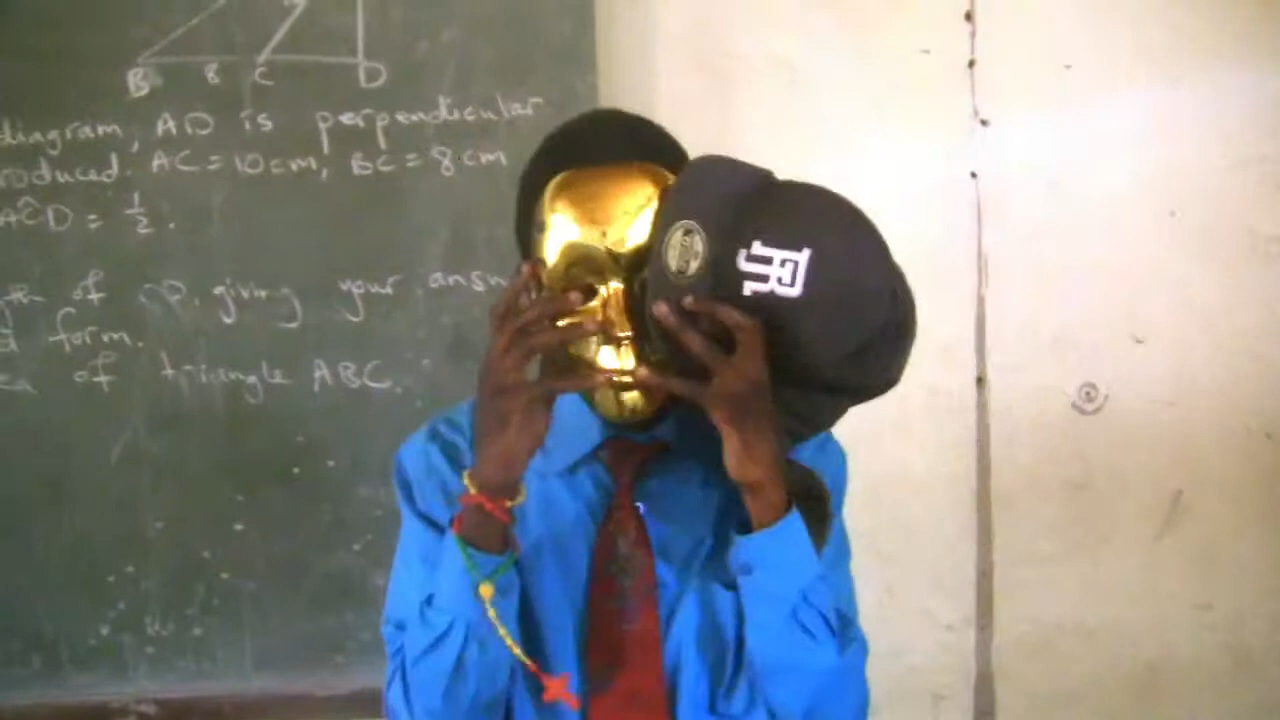 B 8 C D
diagram, AD is perpendicular
roduced. AC = 10cm, BC = 8cm
AĈD = 1/2.
of giving your answ
form.
of triangle ABC.